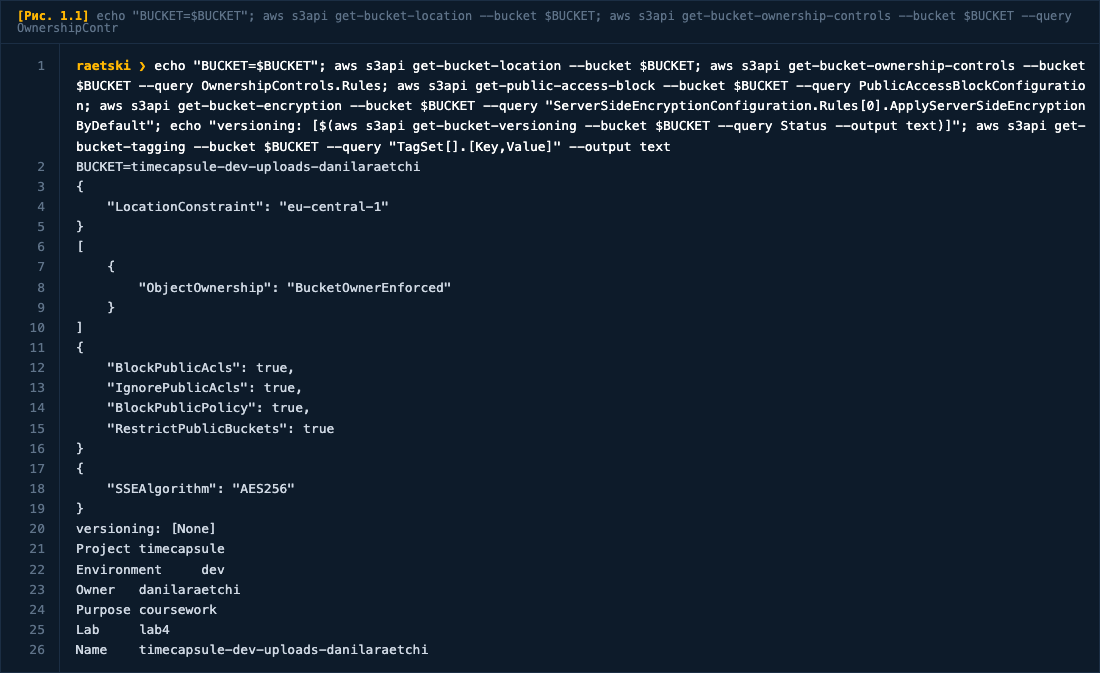 [Рис. 1.1] echo "BUCKET=$BUCKET"; aws s3api get-bucket-location --bucket $BUCKET; aws s3api get-bucket-ownership-controls --bucket $BUCKET --query
OwnershipContr
1 raetski ❯ echo "BUCKET=$BUCKET"; aws s3api get-bucket-location --bucket $BUCKET; aws s3api get-bucket-ownership-controls --bucket
$BUCKET --query OwnershipControls.Rules; aws s3api get-public-access-block --bucket $BUCKET --query PublicAccessBlockConfiguratio
n; aws s3api get-bucket-encryption --bucket $BUCKET --query "ServerSideEncryptionConfiguration.Rules[0].ApplyServerSideEncryption
ByDefault"; echo "versioning: [$(aws s3api get-bucket-versioning --bucket $BUCKET --query Status --output text)]"; aws s3api get-
bucket-tagging --bucket $BUCKET --query "TagSet[].[Key,Value]" --output text
2 BUCKET=timecapsule-dev-uploads-danilaraetchi
3 {
4     "LocationConstraint": "eu-central-1"
5 }
6 [
7     {
8         "ObjectOwnership": "BucketOwnerEnforced"
9     }
10 ]
11 {
12     "BlockPublicAcls": true,
13     "IgnorePublicAcls": true,
14     "BlockPublicPolicy": true,
15     "RestrictPublicBuckets": true
16 }
17 {
18     "SSEAlgorithm": "AES256"
19 }
20 versioning: [None]
21 Project timecapsule
22 Environment     dev
23 Owner   danilaraetchi
24 Purpose coursework
25 Lab     lab4
26 Name    timecapsule-dev-uploads-danilaraetchi